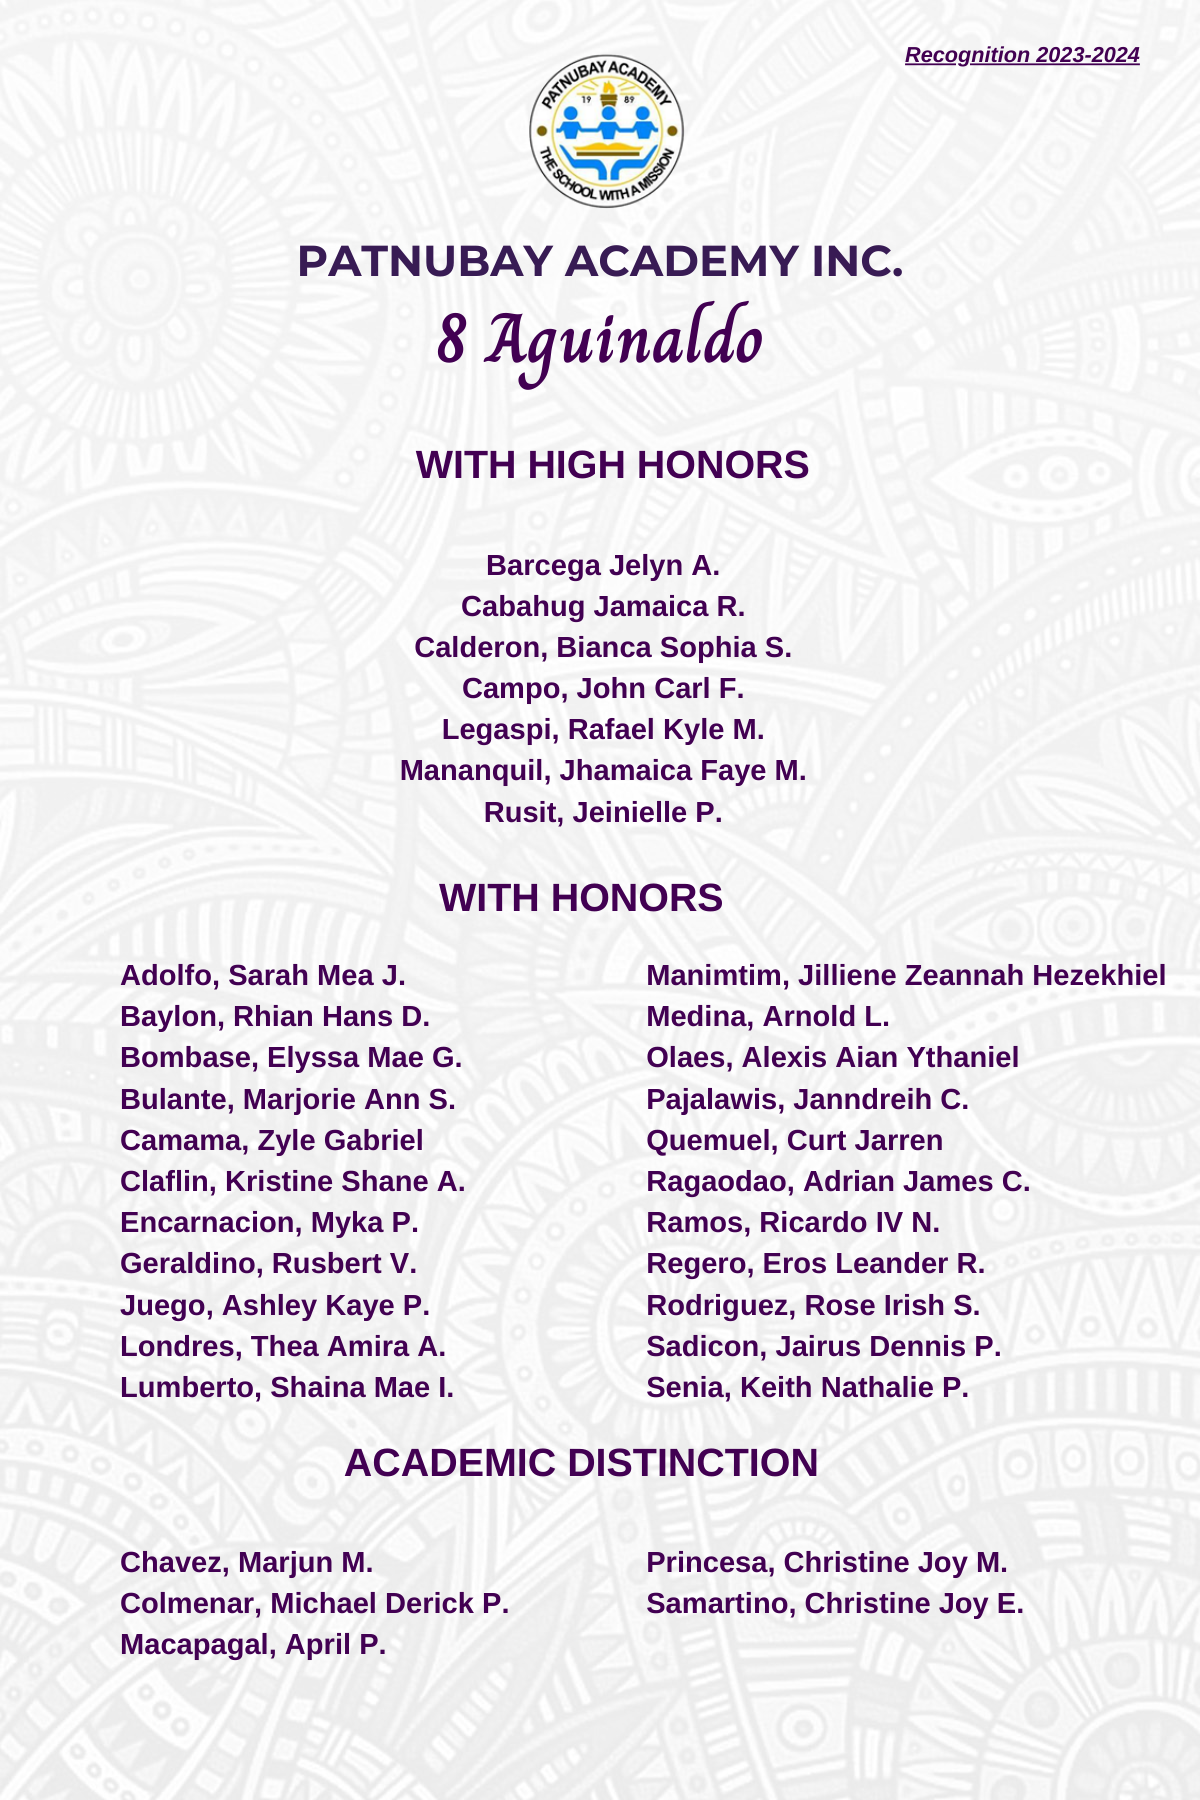 Recognition 2023-2024
PATNUBAY ACADEMY
19 89
THE SCHOOL WITH A MISSION
PATNUBAY ACADEMY INC.
8 Aguinaldo
WITH HIGH HONORS
Barcega Jelyn A.
Cabahug Jamaica R.
Calderon, Bianca Sophia S.
Campo, John Carl F.
Legaspi, Rafael Kyle M.
Mananquil, Jhamaica Faye M.
Rusit, Jeinielle P.
WITH HONORS
Adolfo, Sarah Mea J.
Baylon, Rhian Hans D.
Bombase, Elyssa Mae G.
Bulante, Marjorie Ann S.
Camama, Zyle Gabriel
Claflin, Kristine Shane A.
Encarnacion, Myka P.
Geraldino, Rusbert V.
Juego, Ashley Kaye P.
Londres, Thea Amira A.
Lumberto, Shaina Mae I.
Manimtim, Jilliene Zeannah Hezekhiel
Medina, Arnold L.
Olaes, Alexis Aian Ythaniel
Pajalawis, Janndreih C.
Quemuel, Curt Jarren
Ragaodao, Adrian James C.
Ramos, Ricardo IV N.
Regero, Eros Leander R.
Rodriguez, Rose Irish S.
Sadicon, Jairus Dennis P.
Senia, Keith Nathalie P.
ACADEMIC DISTINCTION
Chavez, Marjun M.
Colmenar, Michael Derick P.
Macapagal, April P.
Princesa, Christine Joy M.
Samartino, Christine Joy E.